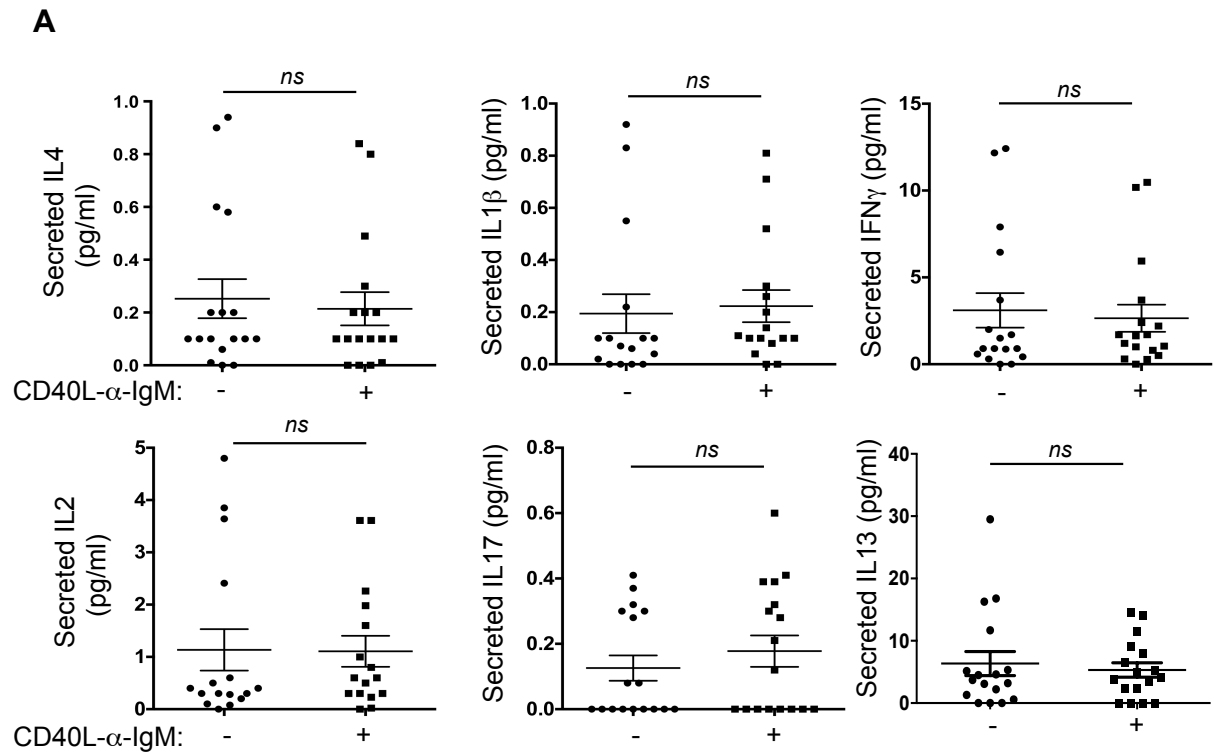 A
ns
Secreted IL4
(pg/ml)
1.0
0.8
0.6
0.4
0.2
0.0
ns
Secreted IL1β (pg/ml)
1.0
0.8
0.6
0.4
0.2
0.0
ns
Secreted IFNγ (pg/ml)
15
10
5
0
CD40L-α-IgM: - + - + - +
ns
Secreted IL2
(pg/ml)
5
4
3
2
1
0
ns
Secreted IL17 (pg/ml)
0.8
0.6
0.4
0.2
0.0
ns
Secreted IL13 (pg/ml)
40
30
20
10
0
CD40L-α-IgM: - + - + - +